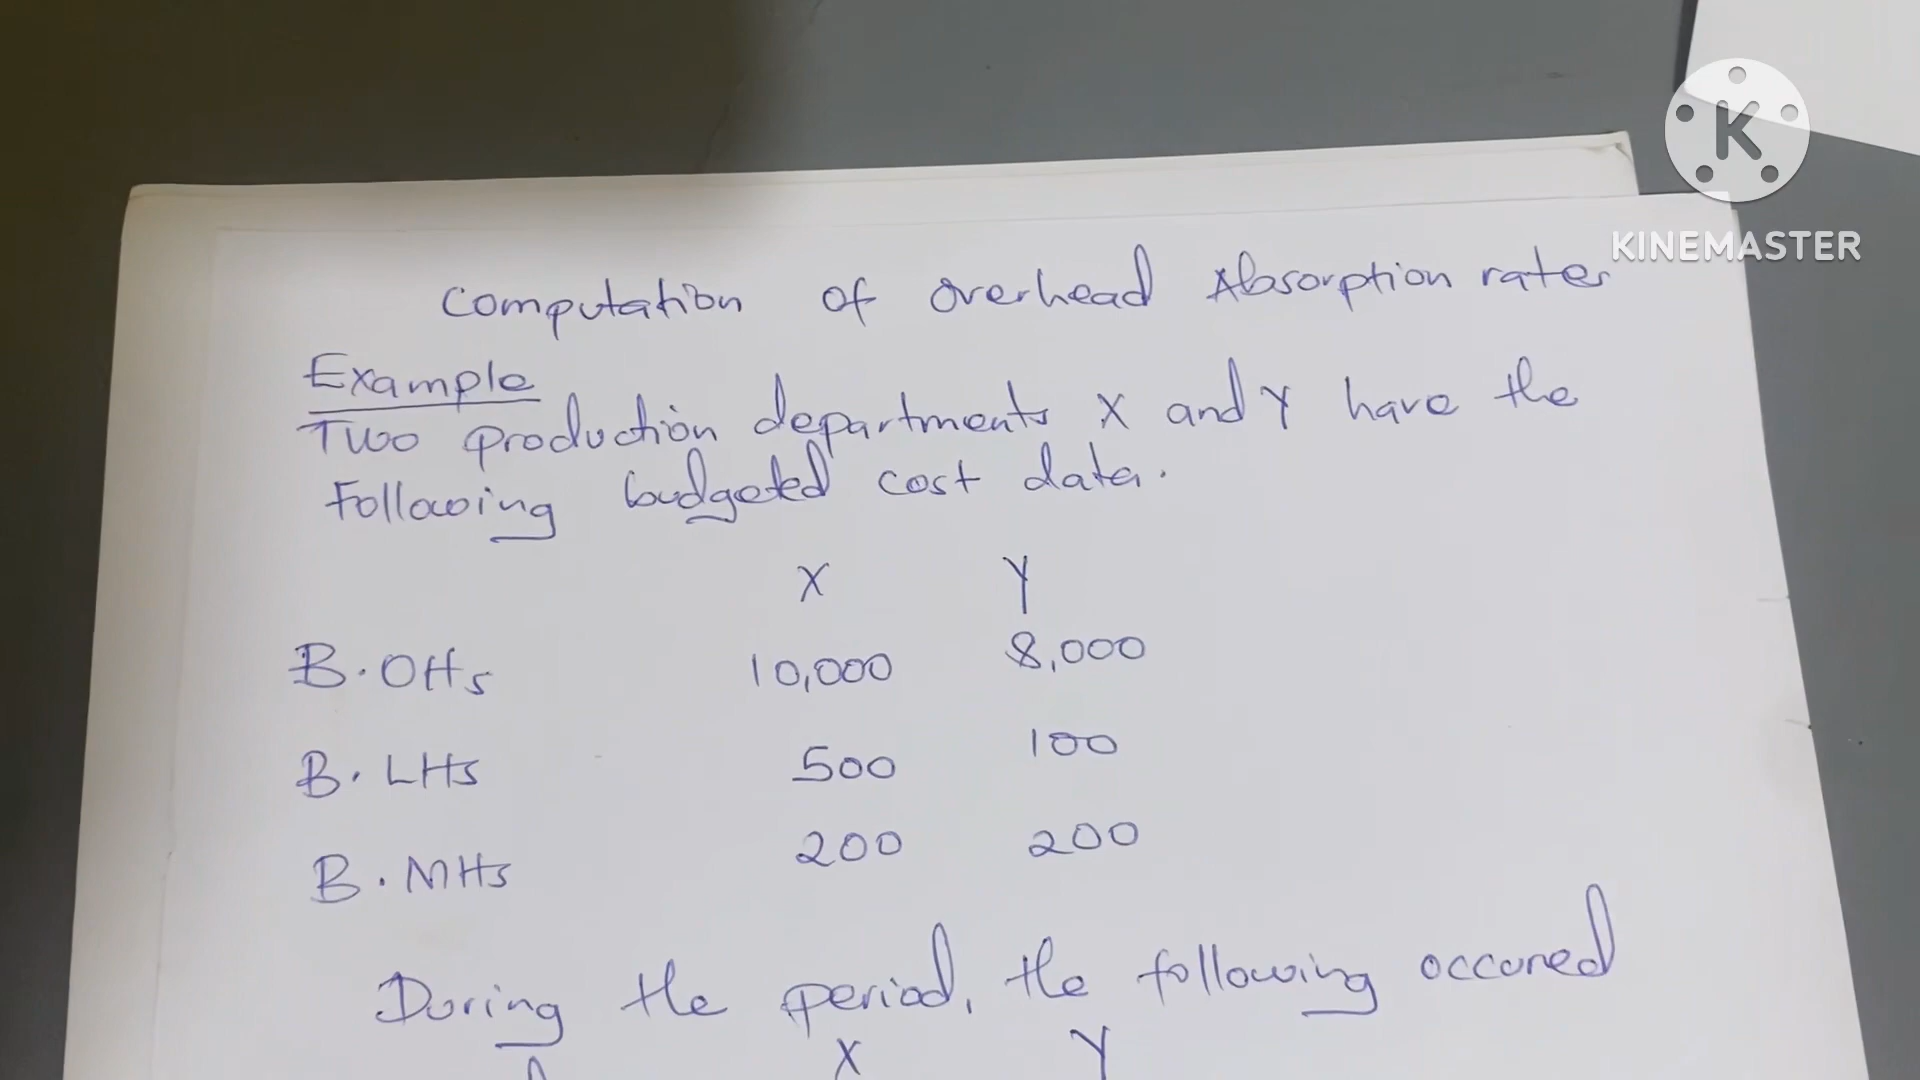 K
KINEMASTER
Computation of overhead Absorption rates
Example
Two production departments X and Y have the
Following budgeted cost data.
X Y
B. OHs 10,000 8,000
B. LHs 500 100
B. MHs 200 200
During the period, the following occured
X Y